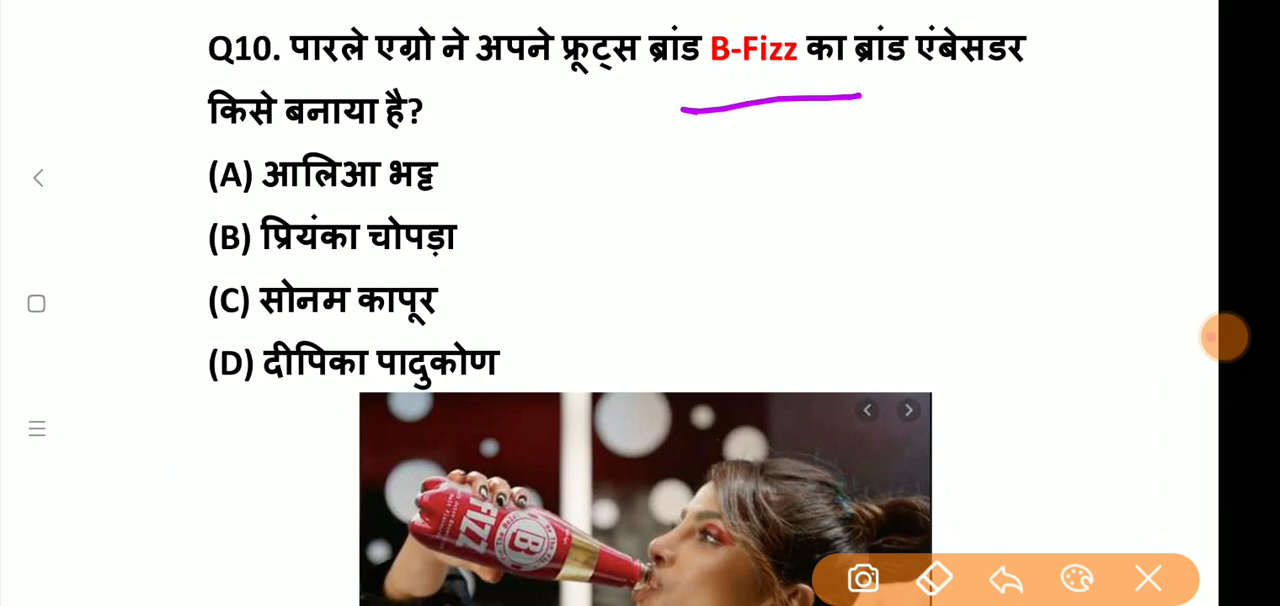 Q10. पारले एग्रो ने अपने फ्रूट्स ब्रांड B-Fizz का ब्रांड एंबेसडर
किसे बनाया है?
(A) आलिआ भट्ट
(B) प्रियंका चोपड़ा
(C) सोनम कापूर
(D) दीपिका पादुकोण
FIZZ
B